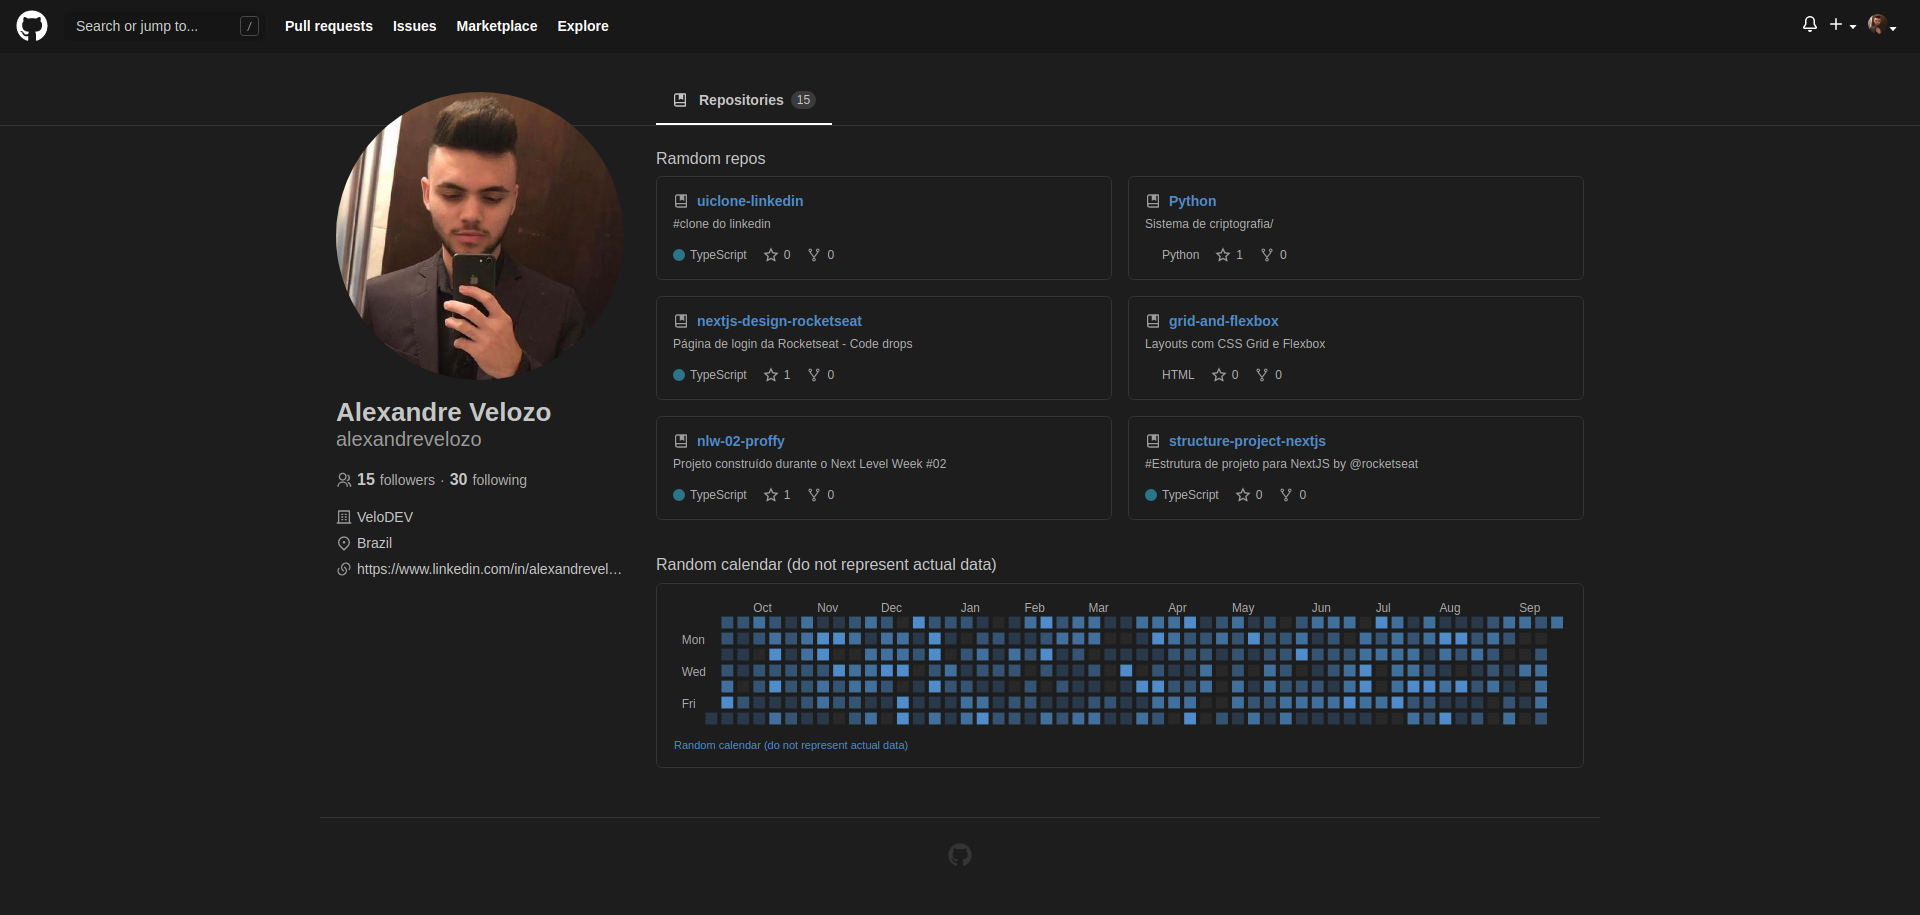 Search or jump to... /
Pull requests Issues Marketplace Explore
Repositories 15
Alexandre Velozo
alexandrevelozo
15 followers · 30 following
VeloDEV
Brazil
https://www.linkedin.com/in/alexandrevel…
Ramdom repos
uiclone-linkedin
#clone do linkedin
TypeScript 0 0
Python
Sistema de criptografia/
Python 1 0
nextjs-design-rocketseat
Página de login da Rocketseat - Code drops
TypeScript 1 0
grid-and-flexbox
Layouts com CSS Grid e Flexbox
HTML 0 0
nlw-02-proffy
Projeto construído durante o Next Level Week #02
TypeScript 1 0
structure-project-nextjs
#Estrutura de projeto para NextJS by @rocketseat
TypeScript 0 0
Random calendar (do not represent actual data)
Oct Nov Dec Jan Feb Mar Apr May Jun Jul Aug Sep
Mon
Wed
Fri
Random calendar (do not represent actual data)